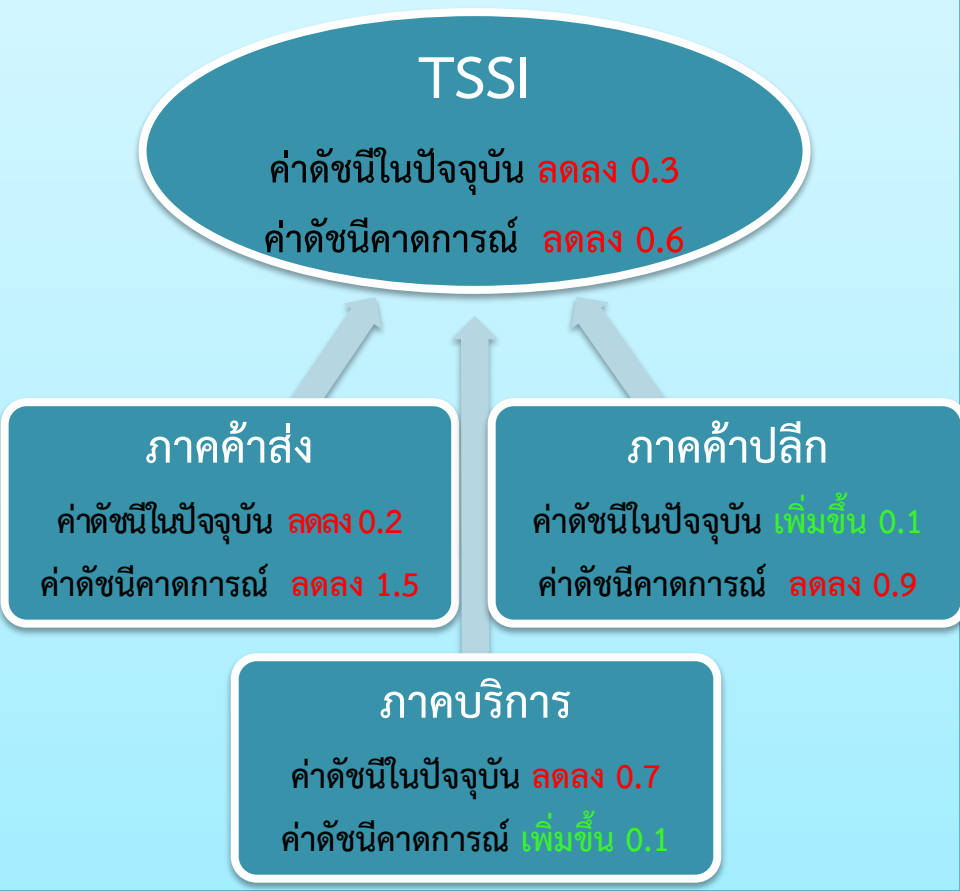 TSSI
ค่าดัชนีในปัจจุบัน ลดลง 0.3
ค่าดัชนีคาดการณ์ ลดลง 0.6
ภาคค้าส่ง
ค่าดัชนีในปัจจุบัน ลดลง 0.2
ค่าดัชนีคาดการณ์ ลดลง 1.5
ภาคค้าปลีก
ค่าดัชนีในปัจจุบัน เพิ่มขึ้น 0.1
ค่าดัชนีคาดการณ์ ลดลง 0.9
ภาคบริการ
ค่าดัชนีในปัจจุบัน ลดลง 0.7
ค่าดัชนีคาดการณ์ เพิ่มขึ้น 0.1